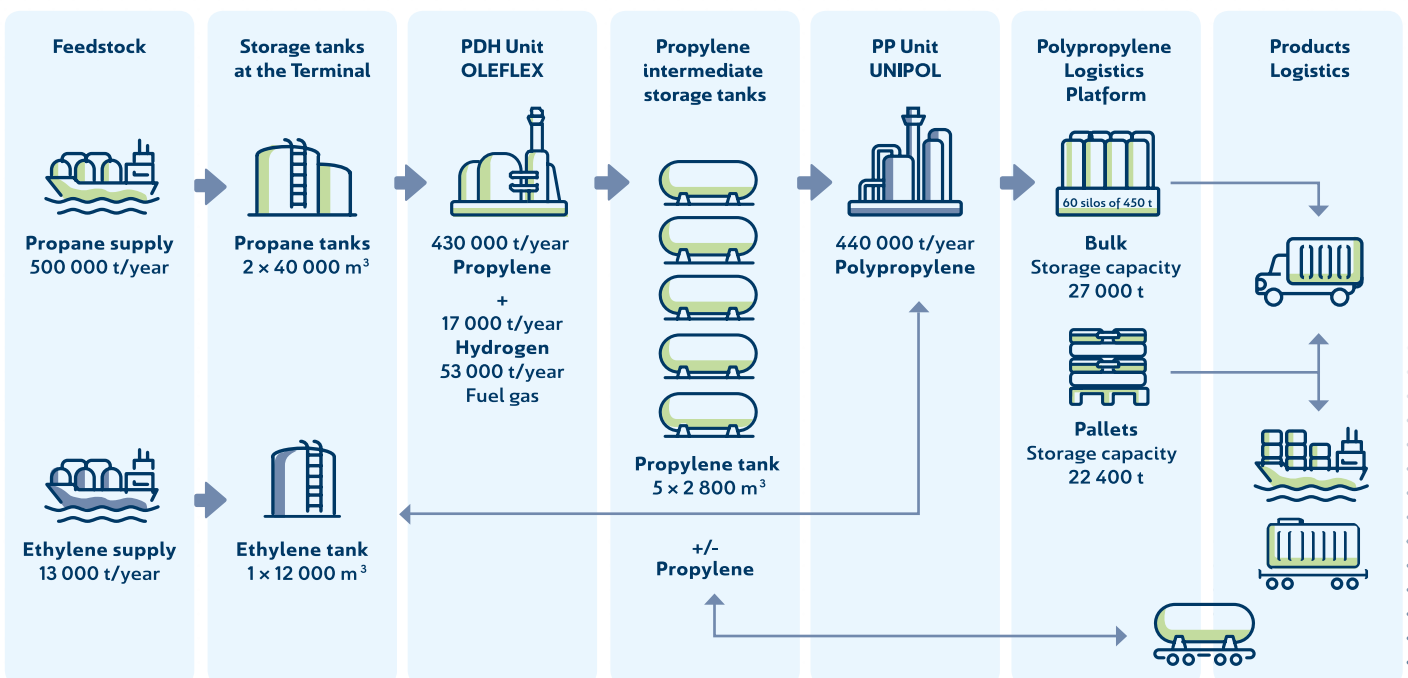 Feedstock
Propane supply
500 000 t/year
Ethylene supply
13 000 t/year
Storage tanks
at the Terminal
Propane tanks
2 × 40 000 m³
Ethylene tank
1 × 12 000 m³
PDH Unit
OLEFLEX
430 000 t/year
Propylene
+
17 000 t/year
Hydrogen
53 000 t/year
Fuel gas
Propylene
intermediate
storage tanks
Propylene tank
5 × 2 800 m³
+/-
Propylene
PP Unit
UNIPOL
440 000 t/year
Polypropylene
Polypropylene
Logistics
Platform
60 silos of 450 t
Bulk
Storage capacity
27 000 t
Pallets
Storage capacity
22 400 t
Products
Logistics